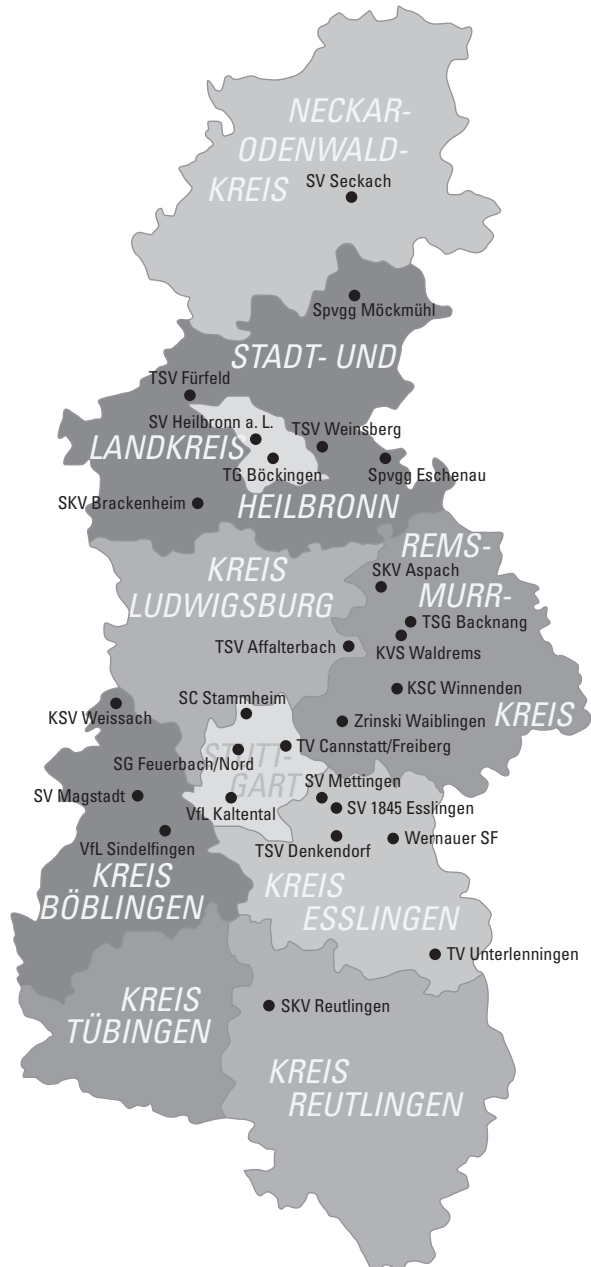 NECKAR-
ODENWALD-
KREIS
SV Seckach
Spvgg Möckmühl
STADT- UND
TSV Fürfeld
SV Heilbronn a. L.
TSV Weinsberg
LANDKREIS
TG Böckingen
Spvgg Eschenau
SKV Brackenheim
HEILBRONN
REMS-
KREIS
SKV Aspach
LUDWIGSBURG
MURR-
TSG Backnang
TSV Affalterbach
KVS Waldrems
KSC Winnenden
SC Stammheim
KSV Weissach
Zrinski Waiblingen
KREIS
STUTT-
TV Cannstatt/Freiberg
SG Feuerbach/Nord
GART
SV Mettingen
SV Magstadt
SV 1845 Esslingen
VfL Kaltental
VfL Sindelfingen
TSV Denkendorf
Wernauer SF
KREIS
BÖBLINGEN
KREIS
ESSLINGEN
TV Unterlenningen
KREIS
TÜBINGEN
SKV Reutlingen
KREIS
REUTLINGEN